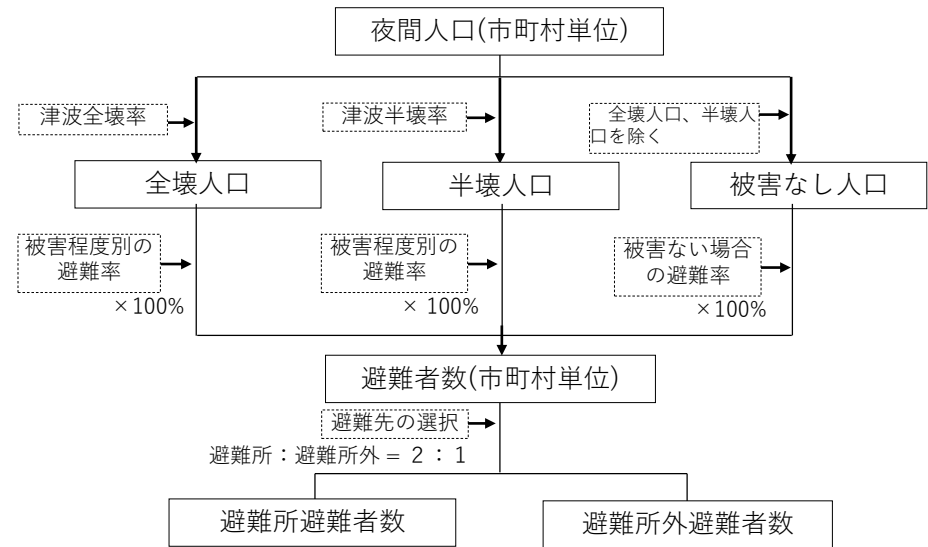 夜間人口(市町村単位)
津波全壊率
津波半壊率
全壊人口、半壊人
口を除く
全壊人口
半壊人口
被害なし人口
被害程度別の
避難率
×100%
被害程度別の
避難率
× 100%
被害ない場合
の避難率
×100%
避難者数(市町村単位)
避難先の選択
避難所：避難所外＝ 2 ： 1
避難所避難者数
避難所外避難者数